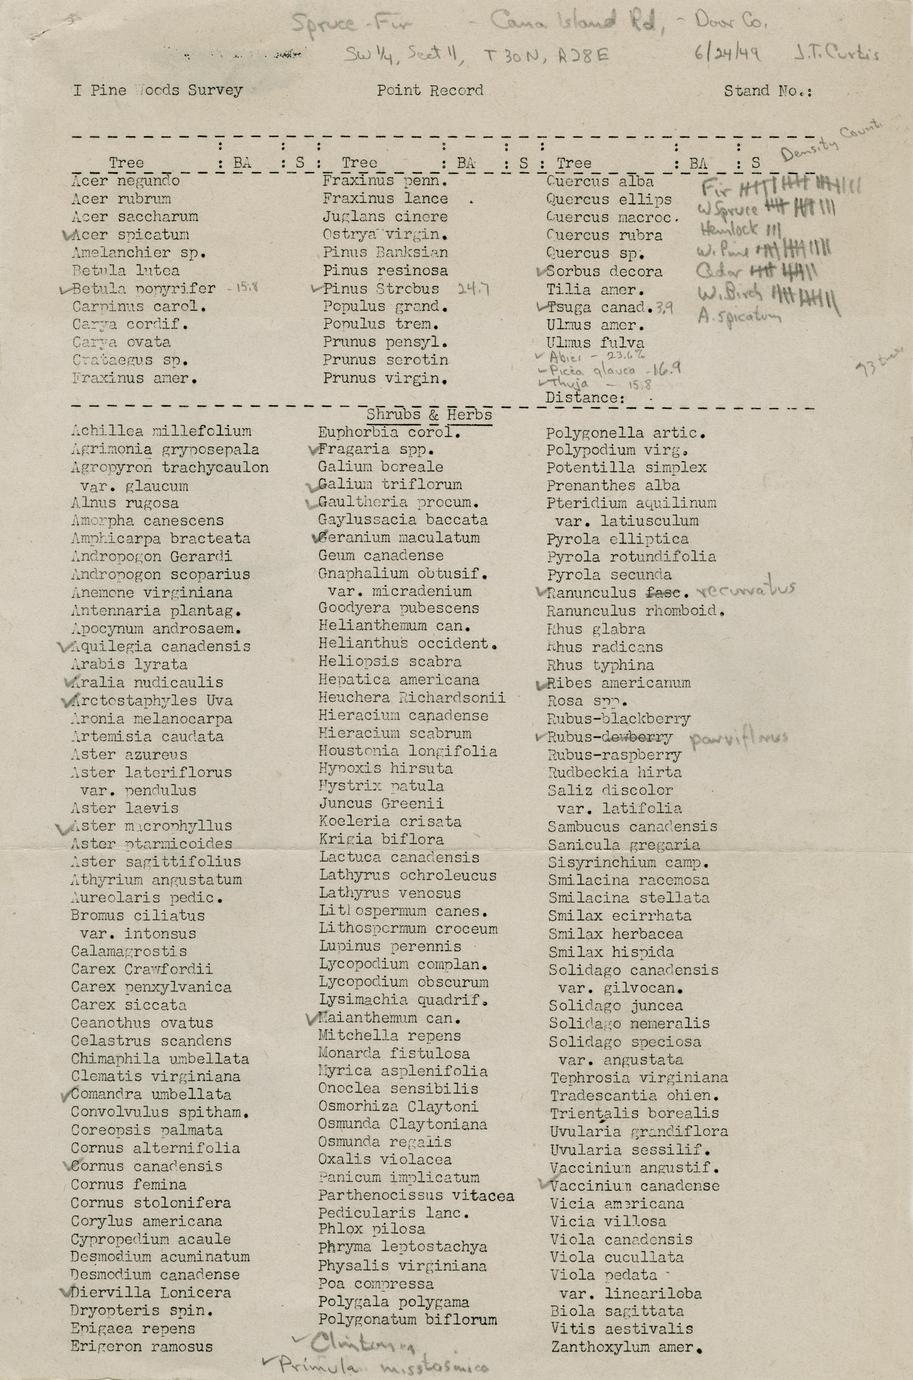 Spruce-Fir - Cana Island Rd, - Door Co.
SW 1/4, Sect 11, T 30N, R28E 6/24/49 J.T. Curtis
I Pine Woods Survey Point Record Stand No.:
Density Count
Tree : BA : S : Tree : BA : S : Tree : BA : S
Acer negundo Fraxinus penn. Quercus alba
Acer rubrum Fraxinus lance . Quercus ellips
Acer saccharum Juglans cinere Quercus macroc.
✓Acer spicatum Ostrya virgin. Quercus rubra
Amelanchier sp. Pinus Banksian Quercus sp.
Betula lutea Pinus resinosa ✓Sorbus decora
✓Betula papyrifer - 15.8 ✓Pinus Strobus 24.7 Tilia amer.
Carpinus carol. Populus grand. ✓Tsuga canad. 3.9
Carya cordif. Populus trem. Ulmus amer.
Carya ovata Prunus pensyl. Ulmus fulva
Crataegus sp. Prunus serotin ✓ Abies - 23.6%
Fraxinus amer. Prunus virgin. ✓ Picea glauca - 16.9
✓ Thuja - 15.8
Distance:
Fir
W Spruce
Hemlock III
W. Pine
Cedar
W. Birch
A. spicatum
73 trees
Shrubs & Herbs
Achillea millefolium
Agrimonia gryposepala
Agropyron trachycaulon
var. glaucum
Alnus rugosa
Amorpha canescens
Amphicarpa bracteata
Andropogon Gerardi
Andropogon scoparius
Anemone virginiana
Antennaria plantag.
Apocynum androsaem.
✓Aquilegia canadensis
Arabis lyrata
✓Aralia nudicaulis
✓Arctostaphyles Uva
Aronia melanocarpa
Artemisia caudata
Aster azureus
Aster lateriflorus
var. pendulus
Aster laevis
✓Aster macrophyllus
Aster ptarmicoides
Aster sagittifolius
Athyrium angustatum
Aureolaris pedic.
Bromus ciliatus
var. intonsus
Calamagrostis
Carex Crawfordii
Carex penxylvanica
Carex siccata
Ceanothus ovatus
Celastrus scandens
Chimaphila umbellata
Clematis virginiana
✓Comandra umbellata
Convolvulus spitham.
Coreopsis palmata
Cornus alternifolia
✓Cornus canadensis
Cornus femina
Cornus stolonifera
Corylus americana
Cypropedium acaule
Desmodium acuminatum
Desmodium canadense
✓Diervilla Lonicera
Dryopteris spin.
Epigaea repens
Erigeron ramosus
Euphorbia corol.
✓Fragaria spp.
Galium boreale
✓Galium triflorum
✓Gaultheria procum.
Gaylussacia baccata
✓Geranium maculatum
Geum canadense
Gnaphalium obtusif.
var. micradenium
Goodyera pubescens
Helianthemum can.
Helianthus occident.
Heliopsis scabra
Hepatica americana
Heuchera Richardsonii
Hieracium canadense
Hieracium scabrum
Houstonia longifolia
Hypoxis hirsuta
Hystrix patula
Juncus Greenii
Koeleria crisata
Krigia biflora
Lactuca canadensis
Lathyrus ochroleucus
Lathyrus venosus
Lithospermum canes.
Lithospermum croceum
Lupinus perennis
Lycopodium complan.
Lycopodium obscurum
Lysimachia quadrif.
✓Maianthemum can.
Mitchella repens
Monarda fistulosa
Myrica asplenifolia
Onoclea sensibilis
Osmorhiza Claytoni
Osmunda Claytoniana
Osmunda regalis
Oxalis violacea
Panicum implicatum
Parthenocissus vitacea
Pedicularis lanc.
Phlox pilosa
Phryma leptostachya
Physalis virginiana
Poa compressa
Polygala polygama
Polygonatum biflorum
✓ Clintonia
✓ Primula misstasinica
Polygonella artic.
Polypodium virg.
Potentilla simplex
Prenanthes alba
Pteridium aquilinum
var. latiusculum
Pyrola elliptica
Pyrola rotundifolia
Pyrola secunda
✓Ranunculus fasc. recurvatus
Ranunculus rhomboid.
Rhus glabra
Rhus radicans
Rhus typhina
✓Ribes americanum
Rosa spp.
Rubus-blackberry
✓Rubus-dewberry parviflorus
Rubus-raspberry
Rudbeckia hirta
Saliz discolor
var. latifolia
Sambucus canadensis
Sanicula gregaria
Sisyrinchium camp.
Smilacina racemosa
Smilacina stellata
Smilax ecirrhata
Smilax herbacea
Smilax hispida
Solidago canadensis
var. gilvocan.
Solidago juncea
Solidago nemeralis
Solidago speciosa
var. angustata
Tephrosia virginiana
Tradescantia ohien.
Trientalis borealis
Uvularia grandiflora
Uvularia sessilif.
Vaccinium angustif.
✓Vaccinium canadense
Vicia americana
Vicia villosa
Viola canadensis
Viola cucullata
Viola pedata
var. lineariloba
Biola sagittata
Vitis aestivalis
Zanthoxylum amer.